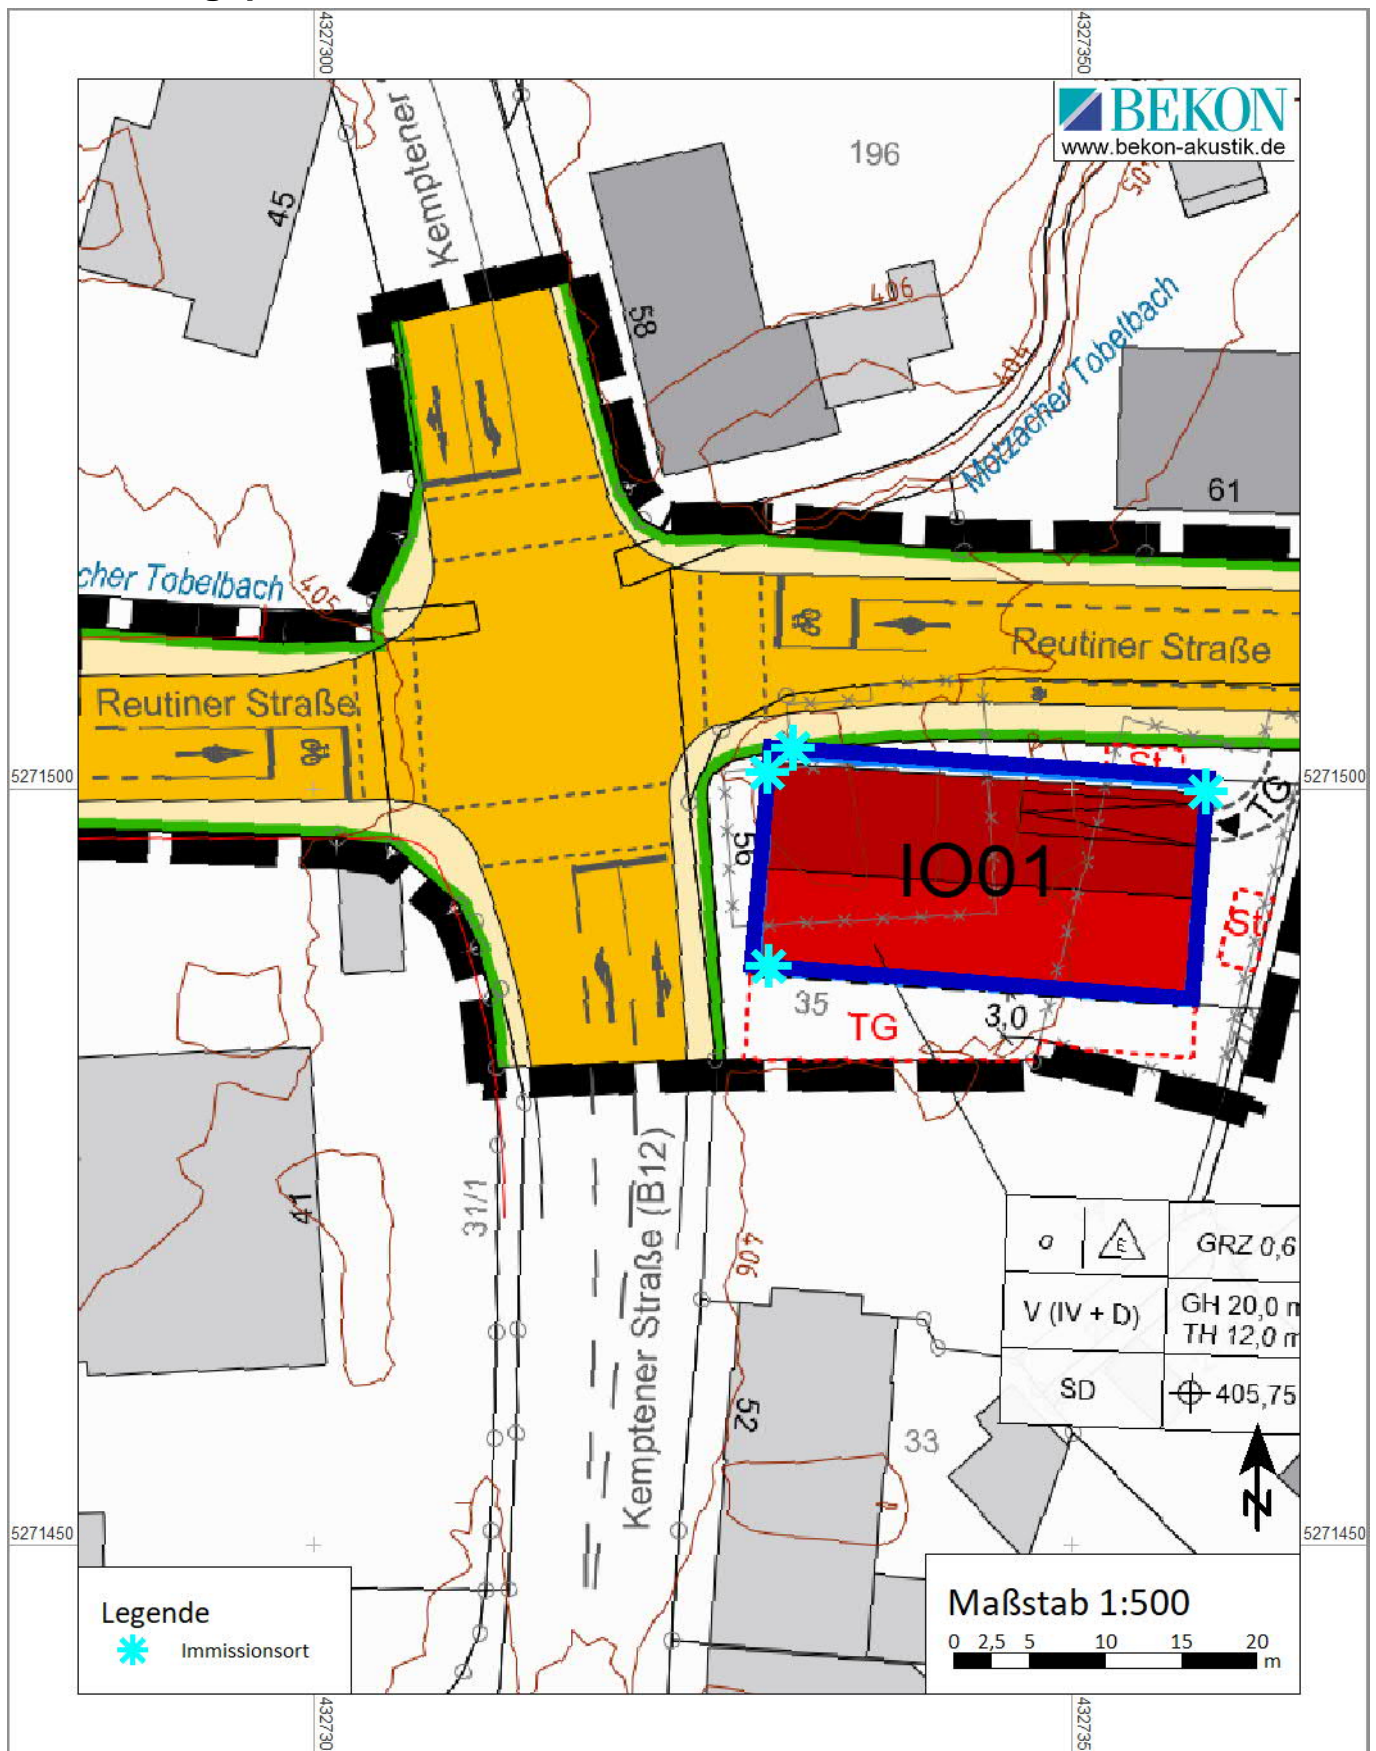 4327300
4327350
BEKON
www.bekon-akustik.de
Kemptener
45
196
405
58
406
404
Motzacher Tobelbach
61
cher Tobelbach
405
Reutiner Straße
Reutiner Straße
5271500
5271500
St
TG
56
IO01
St
35
TG
3,0
31/1
Kemptener Straße (B12)
41
406
o
E
GRZ 0,6
V (IV + D)
GH 20,0 m
TH 12,0 m
SD
405,75
52
33
N
5271450
5271450
Legende
Immissionsort
Maßstab 1:500
0 2,5 5 10 15 20
m
432730
432735